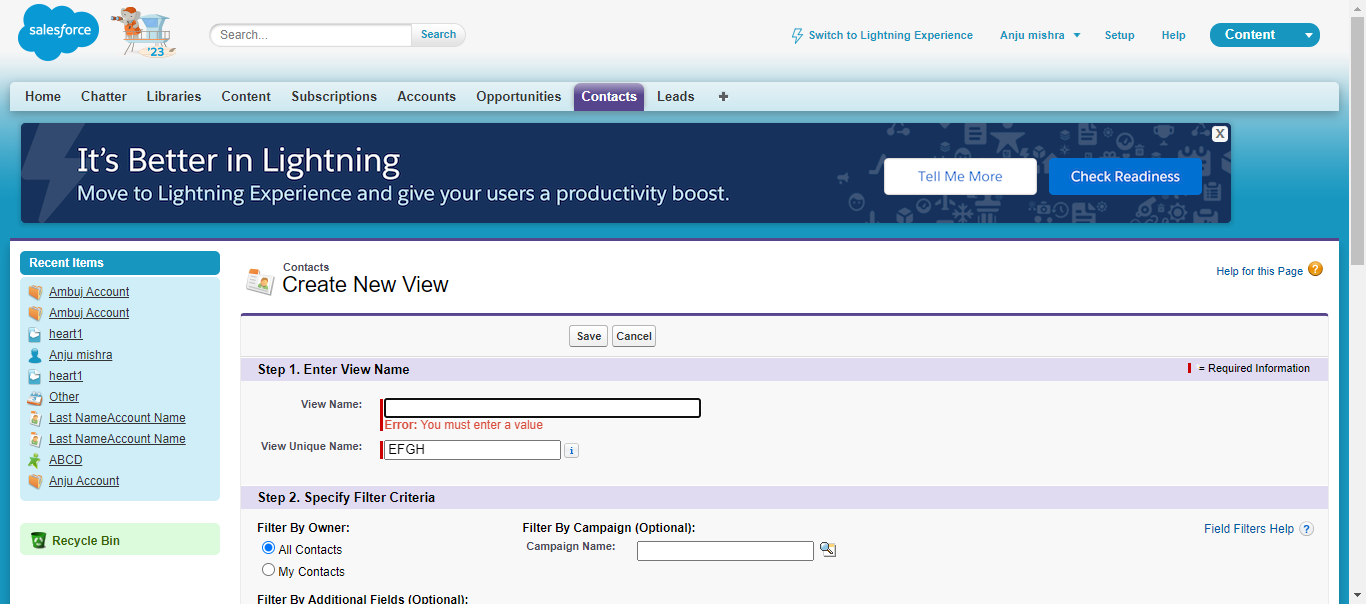 salesforce
'23
Search...
Search
Switch to Lightning Experience
Anju mishra
Setup
Help
Content
Home
Chatter
Libraries
Content
Subscriptions
Accounts
Opportunities
Contacts
Leads
+
It's Better in Lightning
Move to Lightning Experience and give your users a productivity boost.
Tell Me More
Check Readiness
X
Recent Items
Ambuj Account
Ambuj Account
heart1
Anju mishra
heart1
Other
Last NameAccount Name
Last NameAccount Name
ABCD
Anju Account
Recycle Bin
Contacts
Create New View
Help for this Page ?
Save
Cancel
Step 1. Enter View Name
= Required Information
View Name:
Error: You must enter a value
View Unique Name:
EFGH
i
Step 2. Specify Filter Criteria
Filter By Owner:
All Contacts
My Contacts
Filter By Campaign (Optional):
Campaign Name:
Field Filters Help ?
Filter By Additional Fields (Optional):